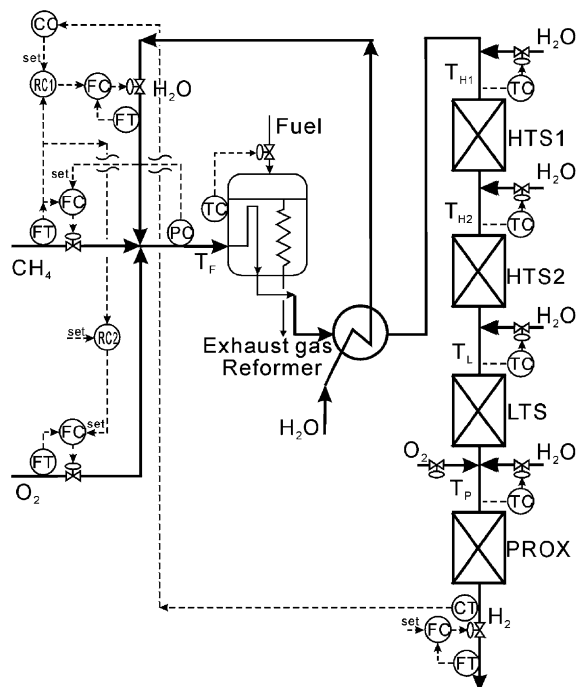 CC
set
RC1
FC
H₂O
FT
set
FC
FT
PC
CH₄
T_F
Fuel
TC
set
RC2
Exhaust gas
Reformer
H₂O
FC
set
FT
O₂
H₂O
T_H1
TC
HTS1
H₂O
T_H2
TC
HTS2
H₂O
T_L
TC
LTS
O₂
H₂O
T_P
TC
PROX
CT
H₂
set
FC
FT